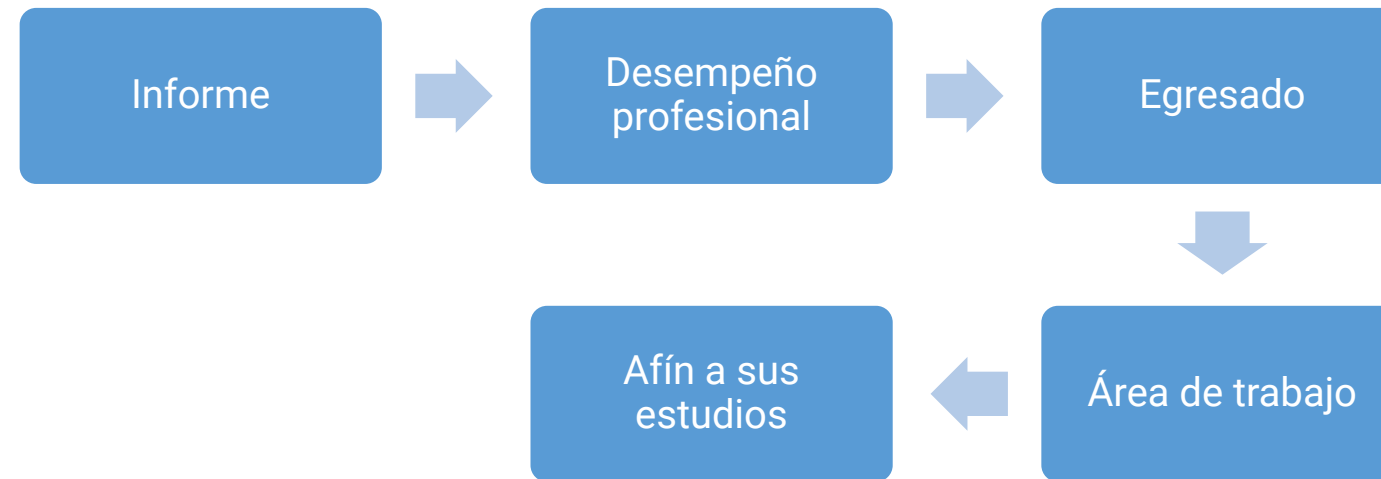 Informe
Desempeño
profesional
Egresado
Área de trabajo
Afín a sus
estudios